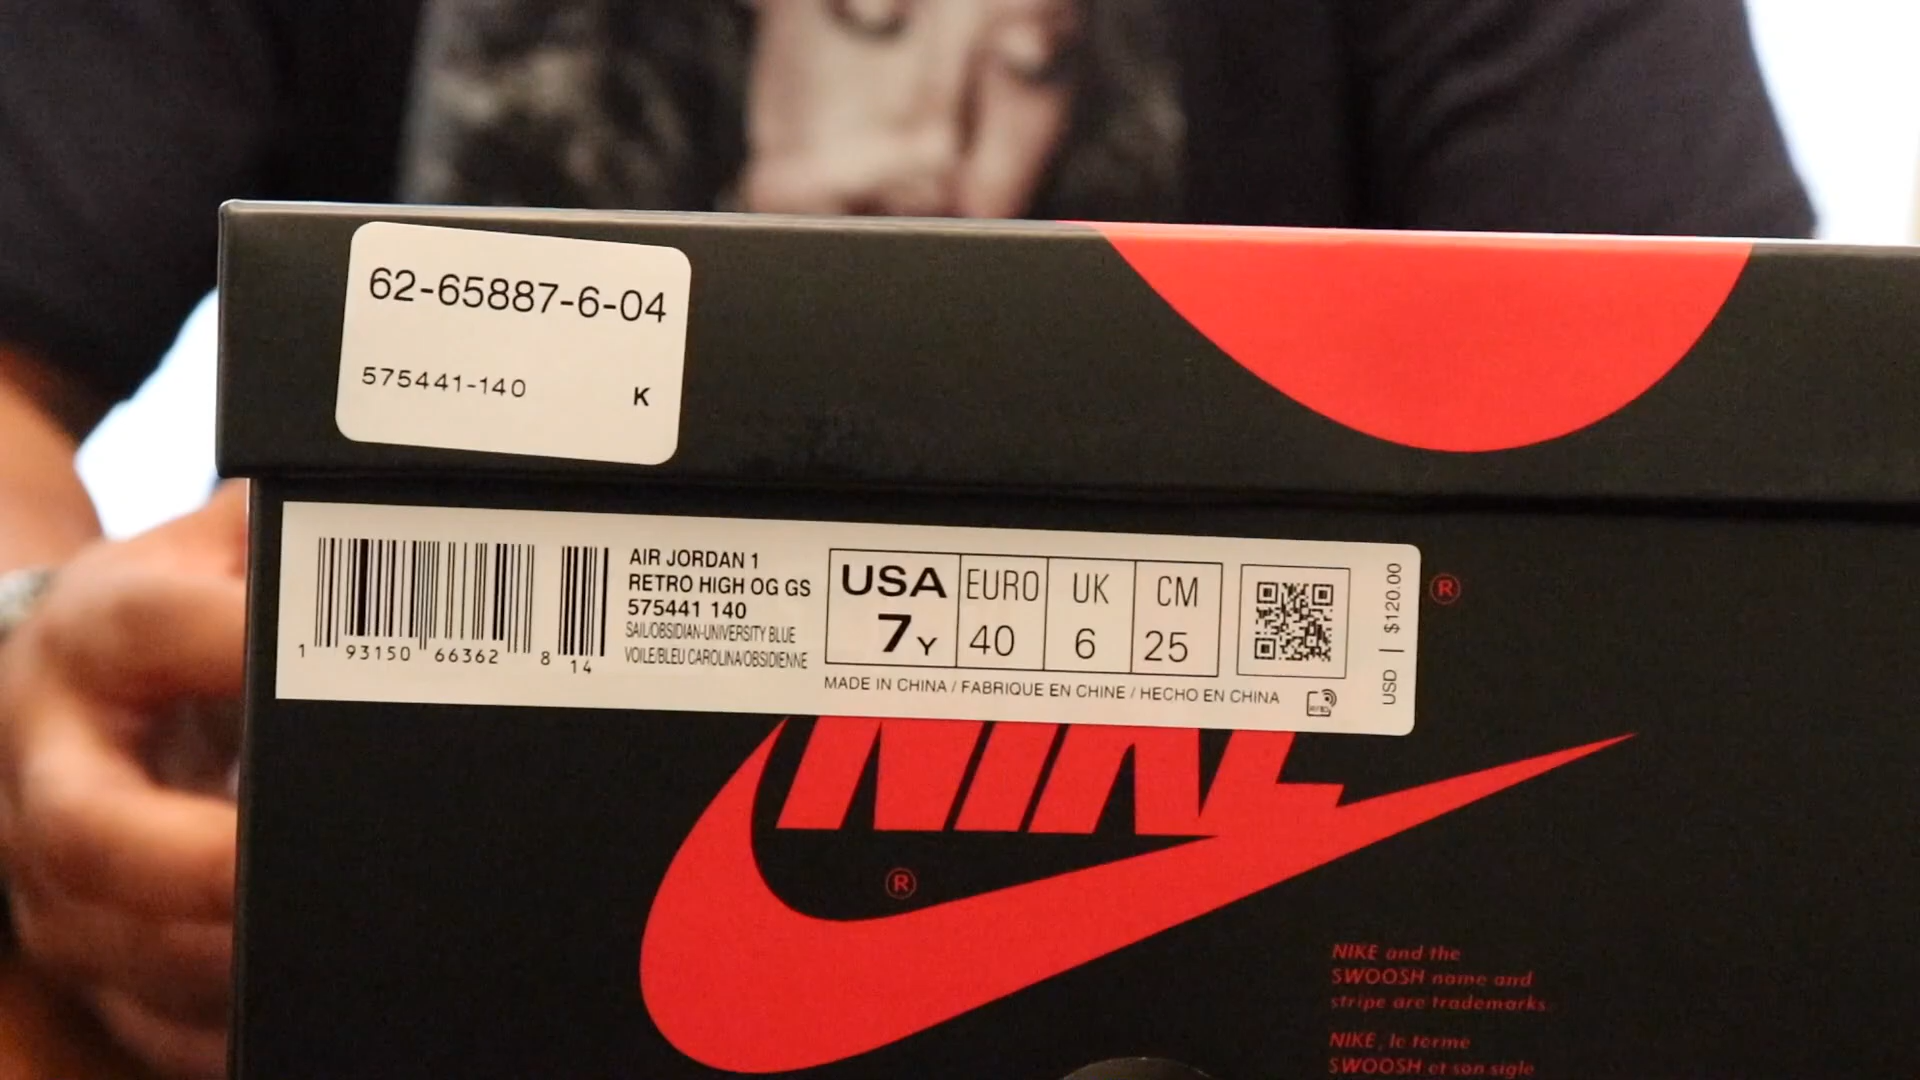 62-65887-6-04
575441-140 K
AIR JORDAN 1
RETRO HIGH OG GS
575441 140
SAIL/OBSIDIAN-UNIVERSITY BLUE
VOILE/BLEU CAROLINA/OBSIDIENNE
1 93150 66362 8 14
USA EURO UK CM
7Y 40 6 25
MADE IN CHINA / FABRIQUE EN CHINE / HECHO EN CHINA
USD | $120.00
®
NIKE
®
NIKE and the
SWOOSH name and
stripe are trademarks.
NIKE, le terme
SWOOSH et son sigle